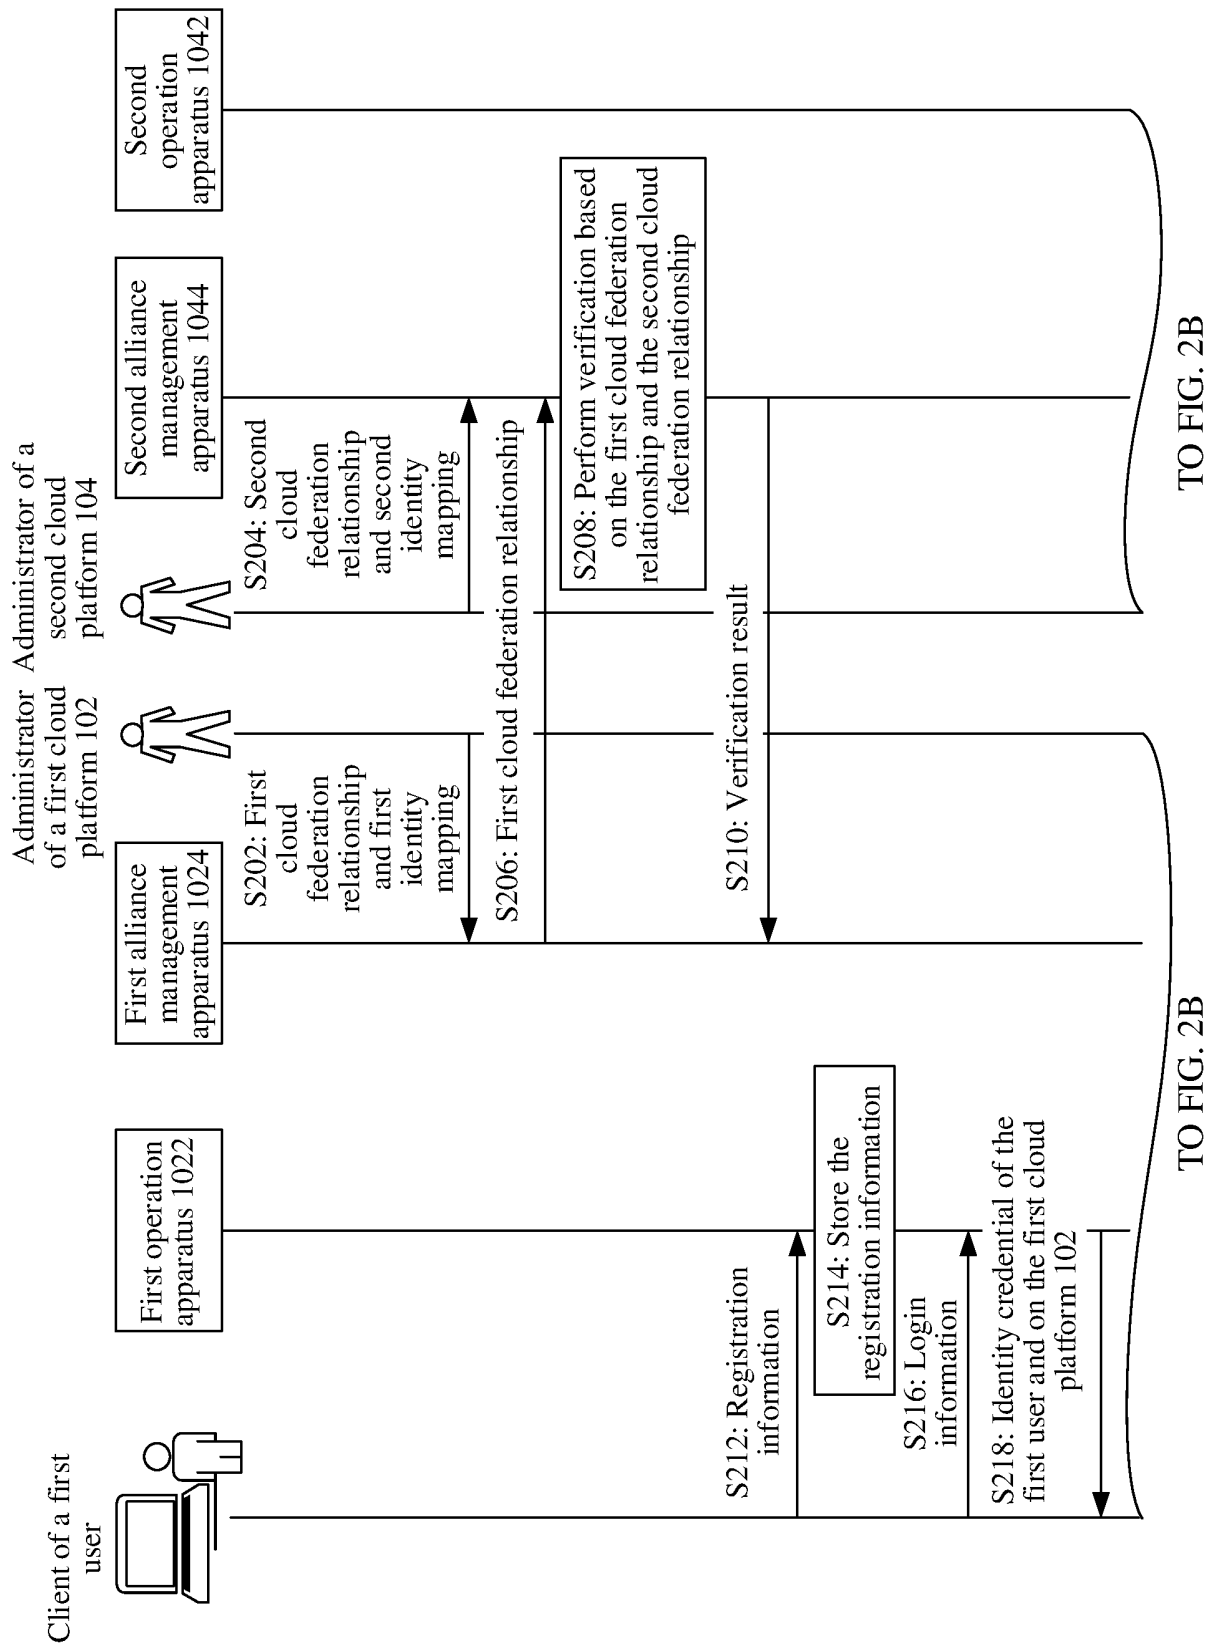 Client of a first
user
First operation
apparatus 1022
First alliance
management
apparatus 1024
Administrator
of a first cloud
platform 102
Administrator of a
second cloud
platform 104
Second alliance
management
apparatus 1044
Second
operation
apparatus 1042
S202: First
cloud
federation
relationship
and first
identity
mapping
S204: Second
cloud
federation
relationship
and second
identity
mapping
S206: First cloud federation relationship
S208: Perform verification based
on the first cloud federation
relationship and the second cloud
federation relationship
S210: Verification result
S212: Registration
information
S214: Store the
registration information
S216: Login
information
S218: Identity credential of the
first user and on the first cloud
platform 102
TO FIG. 2B
TO FIG. 2B